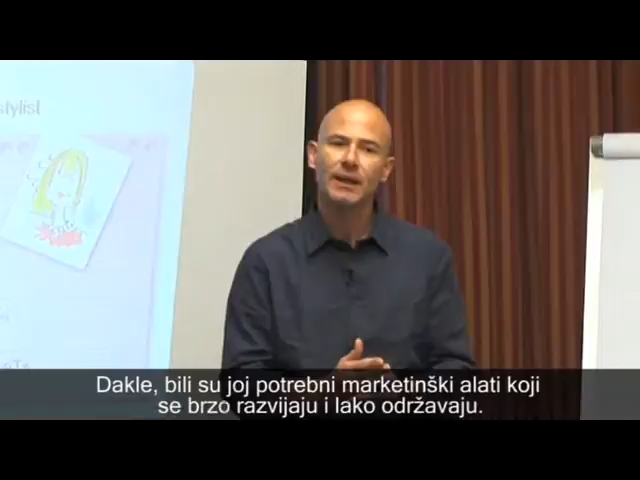 stylist
Dakle, bili su joj potrebni marketinški alati koji
se brzo razvijaju i lako održavaju.